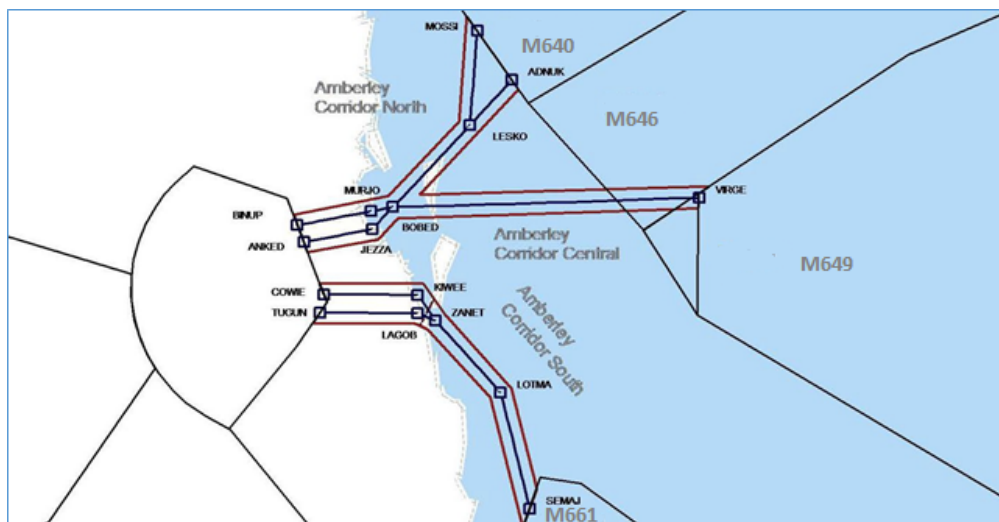 MOSSI
M640
ADNUK
Amberley
Corridor North
M646
LESKO
MURJO
VIRGE
BINUP
BOBED
ANKED
JEZZA
Amberley
Corridor Central
M649
COWIE
KIWEE
TUGUN
ZANET
LAGOB
Amberley
Corridor South
LOTMA
SEMAJ
M661